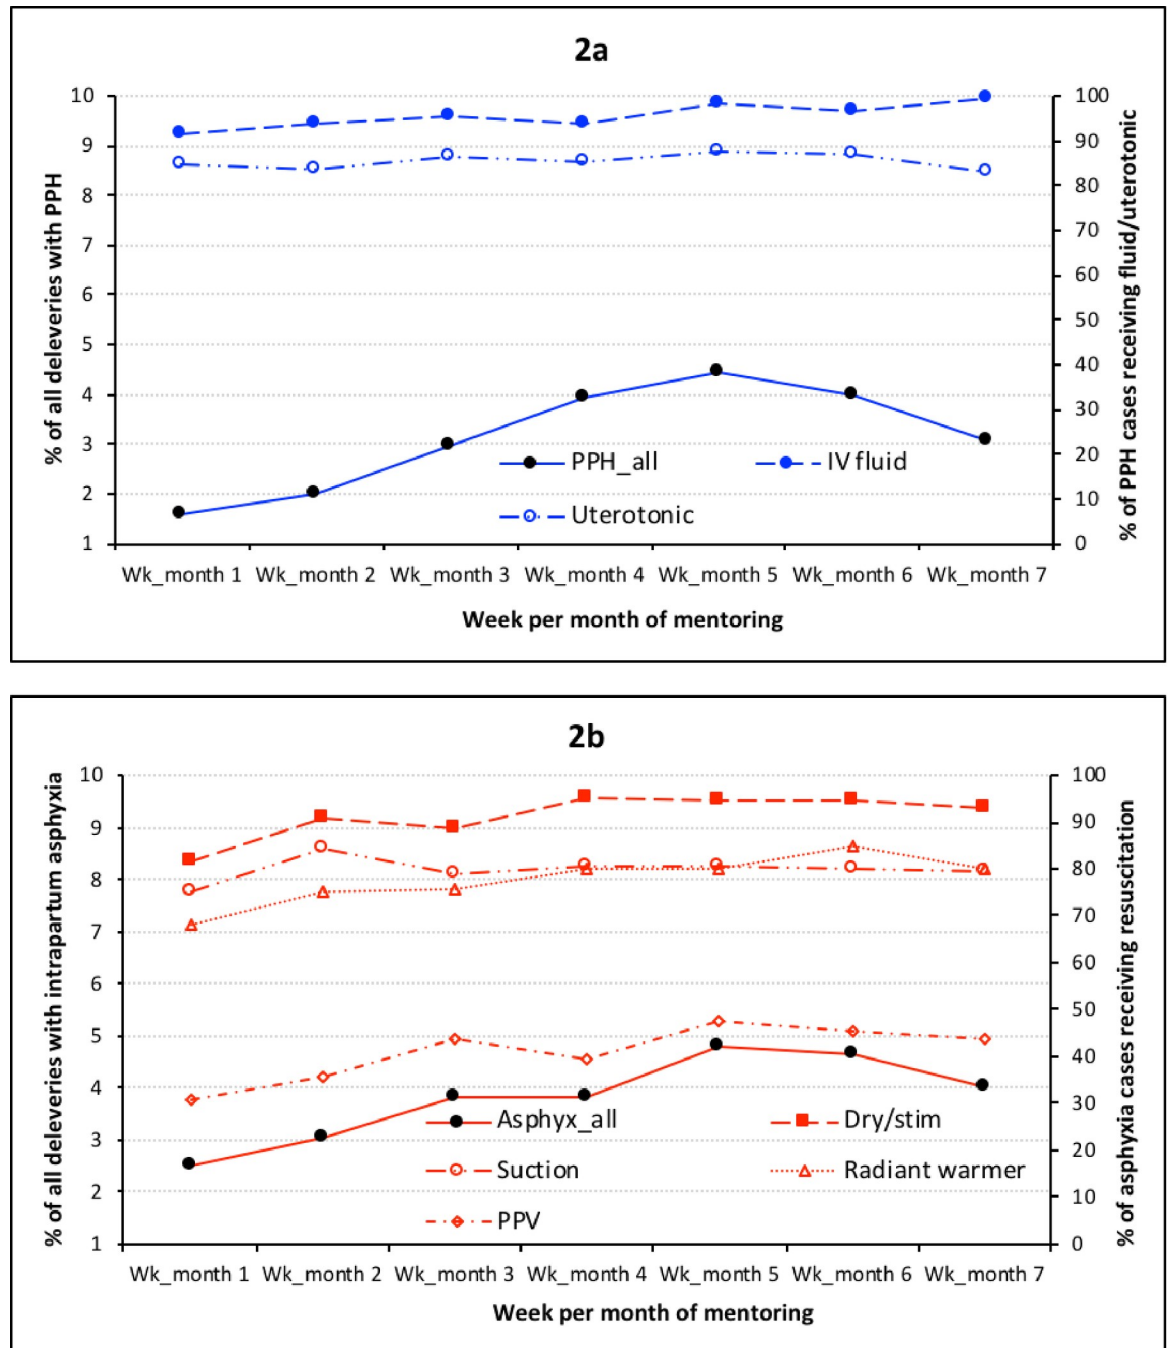 2a
% of all deleveries with PPH
10
9
8
7
6
5
4
3
2
1
100
90
80
70
60
50
40
30
20
10
0
% of PPH cases receiving fluid/uterotonic
PPH_all
IV fluid
Uterotonic
Wk_month 1 Wk_month 2 Wk_month 3 Wk_month 4 Wk_month 5 Wk_month 6 Wk_month 7
Week per month of mentoring
2b
% of all deleveries with intrapartum asphyxia
10
9
8
7
6
5
4
3
2
1
100
90
80
70
60
50
40
30
20
10
0
% of asphyxia cases receiving resuscitation
Asphyx_all
Dry/stim
Suction
Radiant warmer
PPV
Wk_month 1 Wk_month 2 Wk_month 3 Wk_month 4 Wk_month 5 Wk_month 6 Wk_month 7
Week per month of mentoring